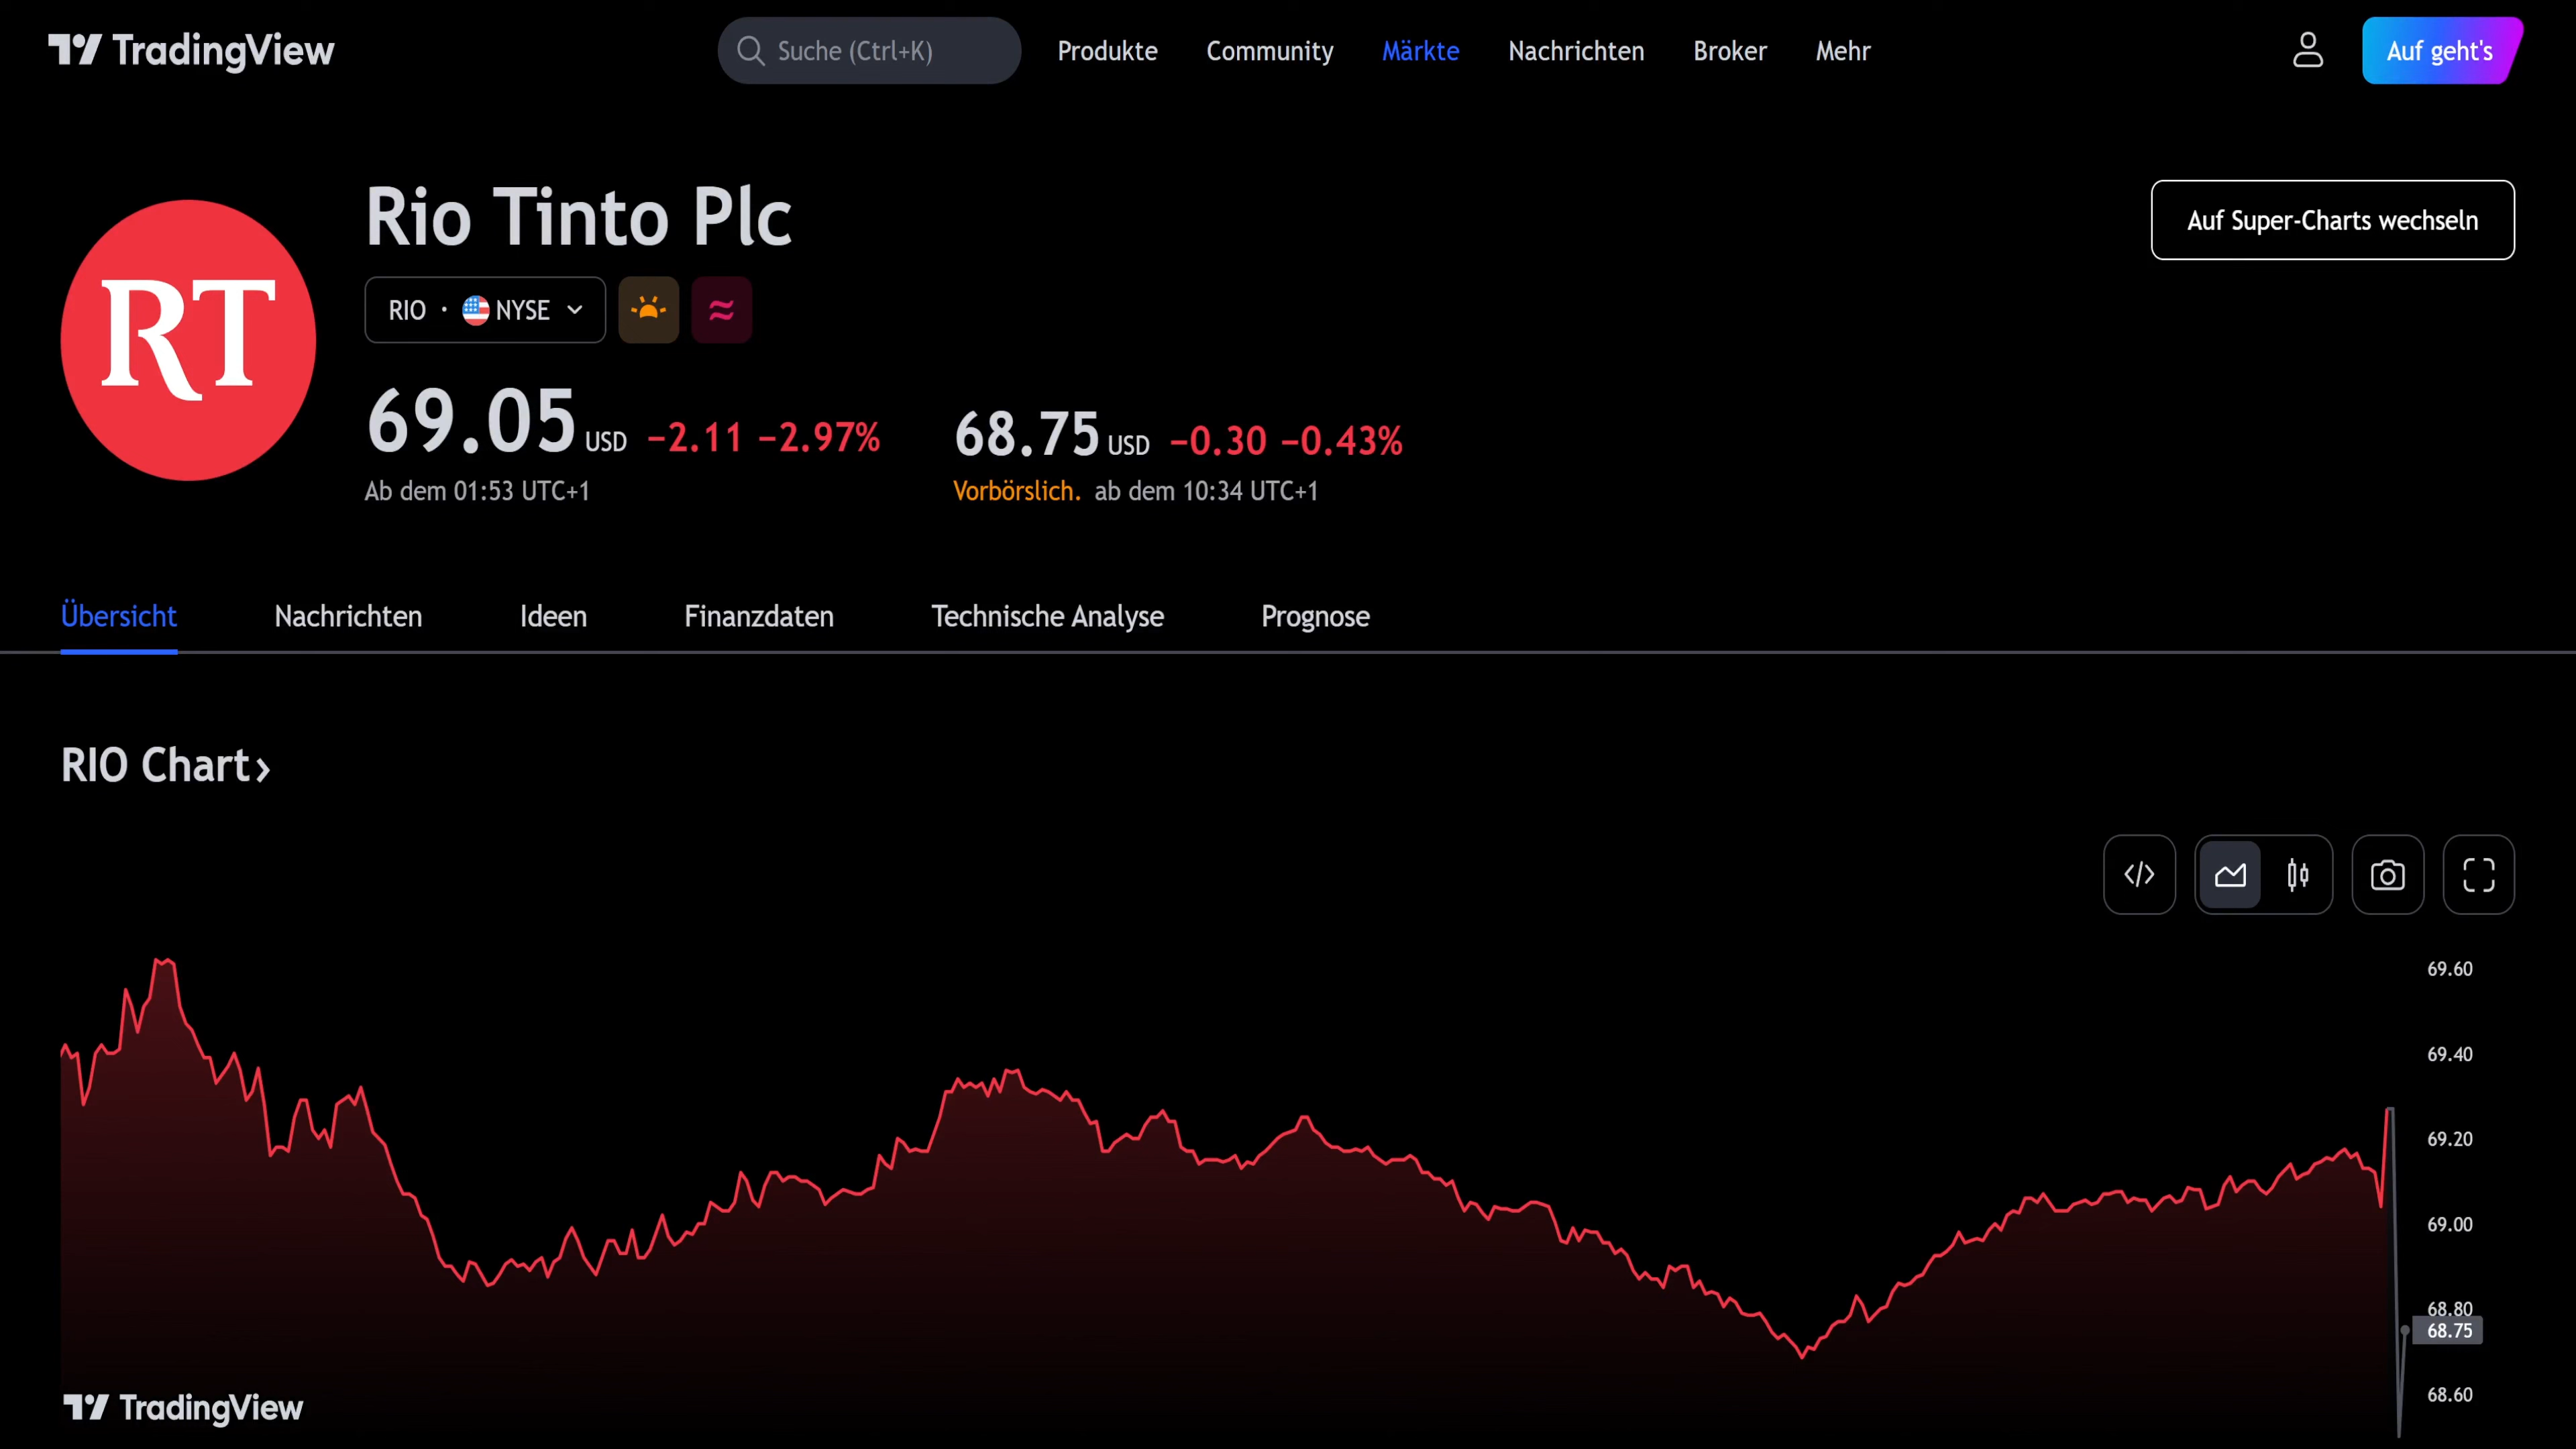 TradingView
Suche (Ctrl+K)
Produkte
Community
Märkte
Nachrichten
Broker
Mehr
Auf geht's
RT
Rio Tinto Plc
Auf Super-Charts wechseln
RIO · NYSE
69.05 USD −2.11 −2.97%
68.75 USD −0.30 −0.43%
Ab dem 01:53 UTC+1
Vorbörslich. ab dem 10:34 UTC+1
Übersicht
Nachrichten
Ideen
Finanzdaten
Technische Analyse
Prognose
RIO Chart
69.60
69.40
69.20
69.00
68.80
68.75
68.60
TradingView